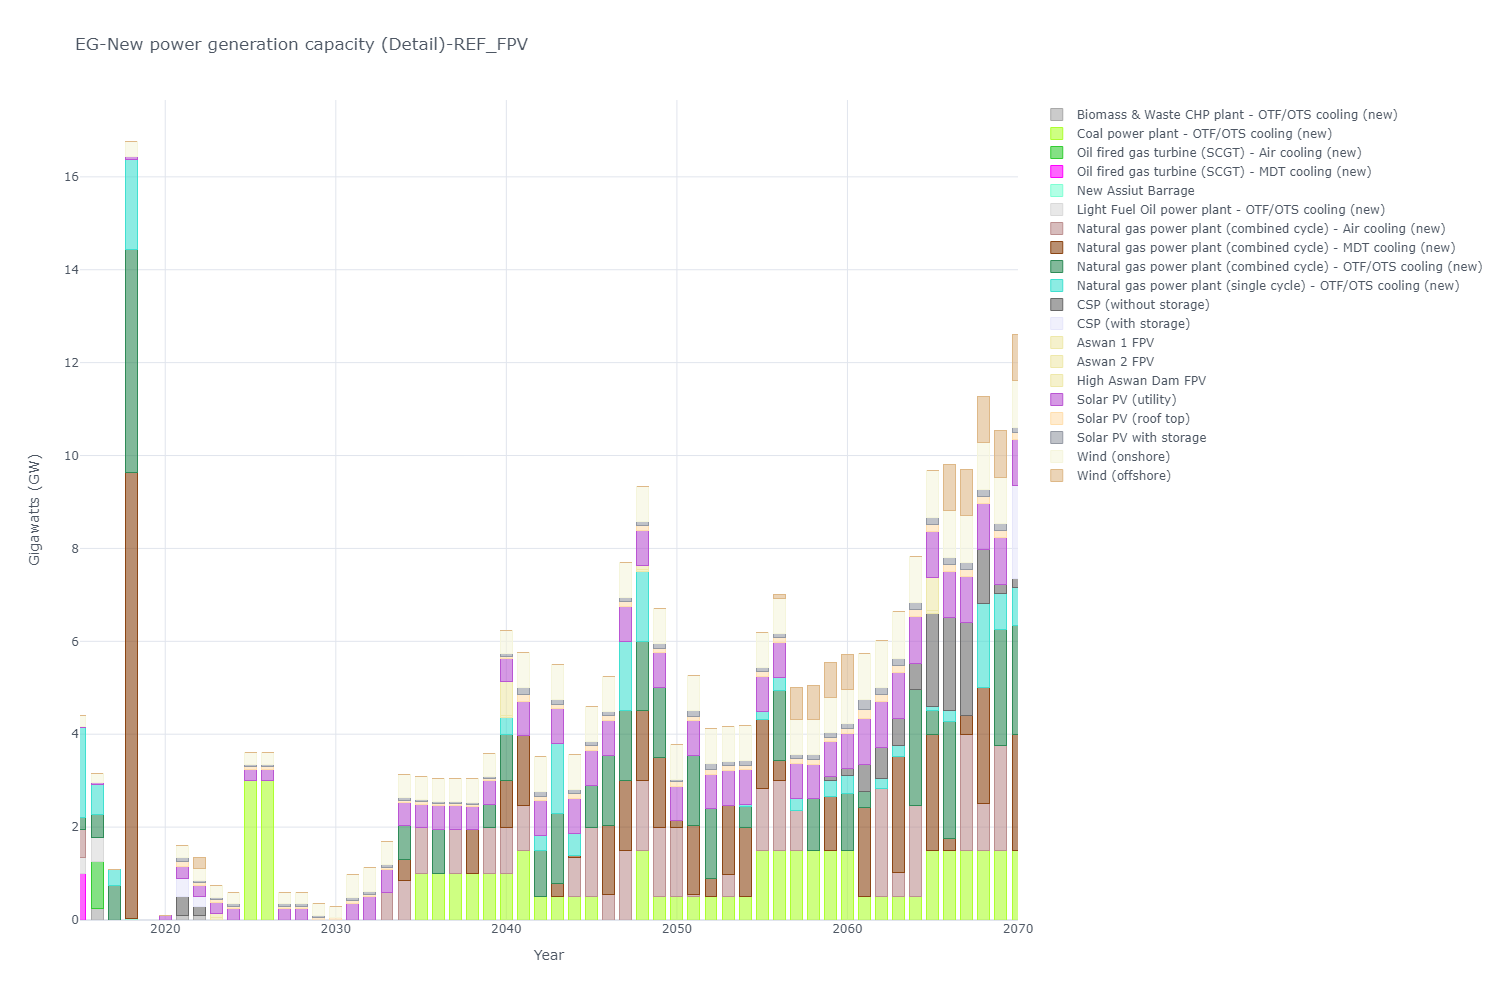 EG-New power generation capacity (Detail)-REF_FPV
Gigawatts (GW)
16
14
12
10
8
6
4
2
0
2020
2030
2040
2050
2060
2070
Year
Biomass & Waste CHP plant - OTF/OTS cooling (new)
Coal power plant - OTF/OTS cooling (new)
Oil fired gas turbine (SCGT) - Air cooling (new)
Oil fired gas turbine (SCGT) - MDT cooling (new)
New Assiut Barrage
Light Fuel Oil power plant - OTF/OTS cooling (new)
Natural gas power plant (combined cycle) - Air cooling (new)
Natural gas power plant (combined cycle) - MDT cooling (new)
Natural gas power plant (combined cycle) - OTF/OTS cooling (new)
Natural gas power plant (single cycle) - OTF/OTS cooling (new)
CSP (without storage)
CSP (with storage)
Aswan 1 FPV
Aswan 2 FPV
High Aswan Dam FPV
Solar PV (utility)
Solar PV (roof top)
Solar PV with storage
Wind (onshore)
Wind (offshore)